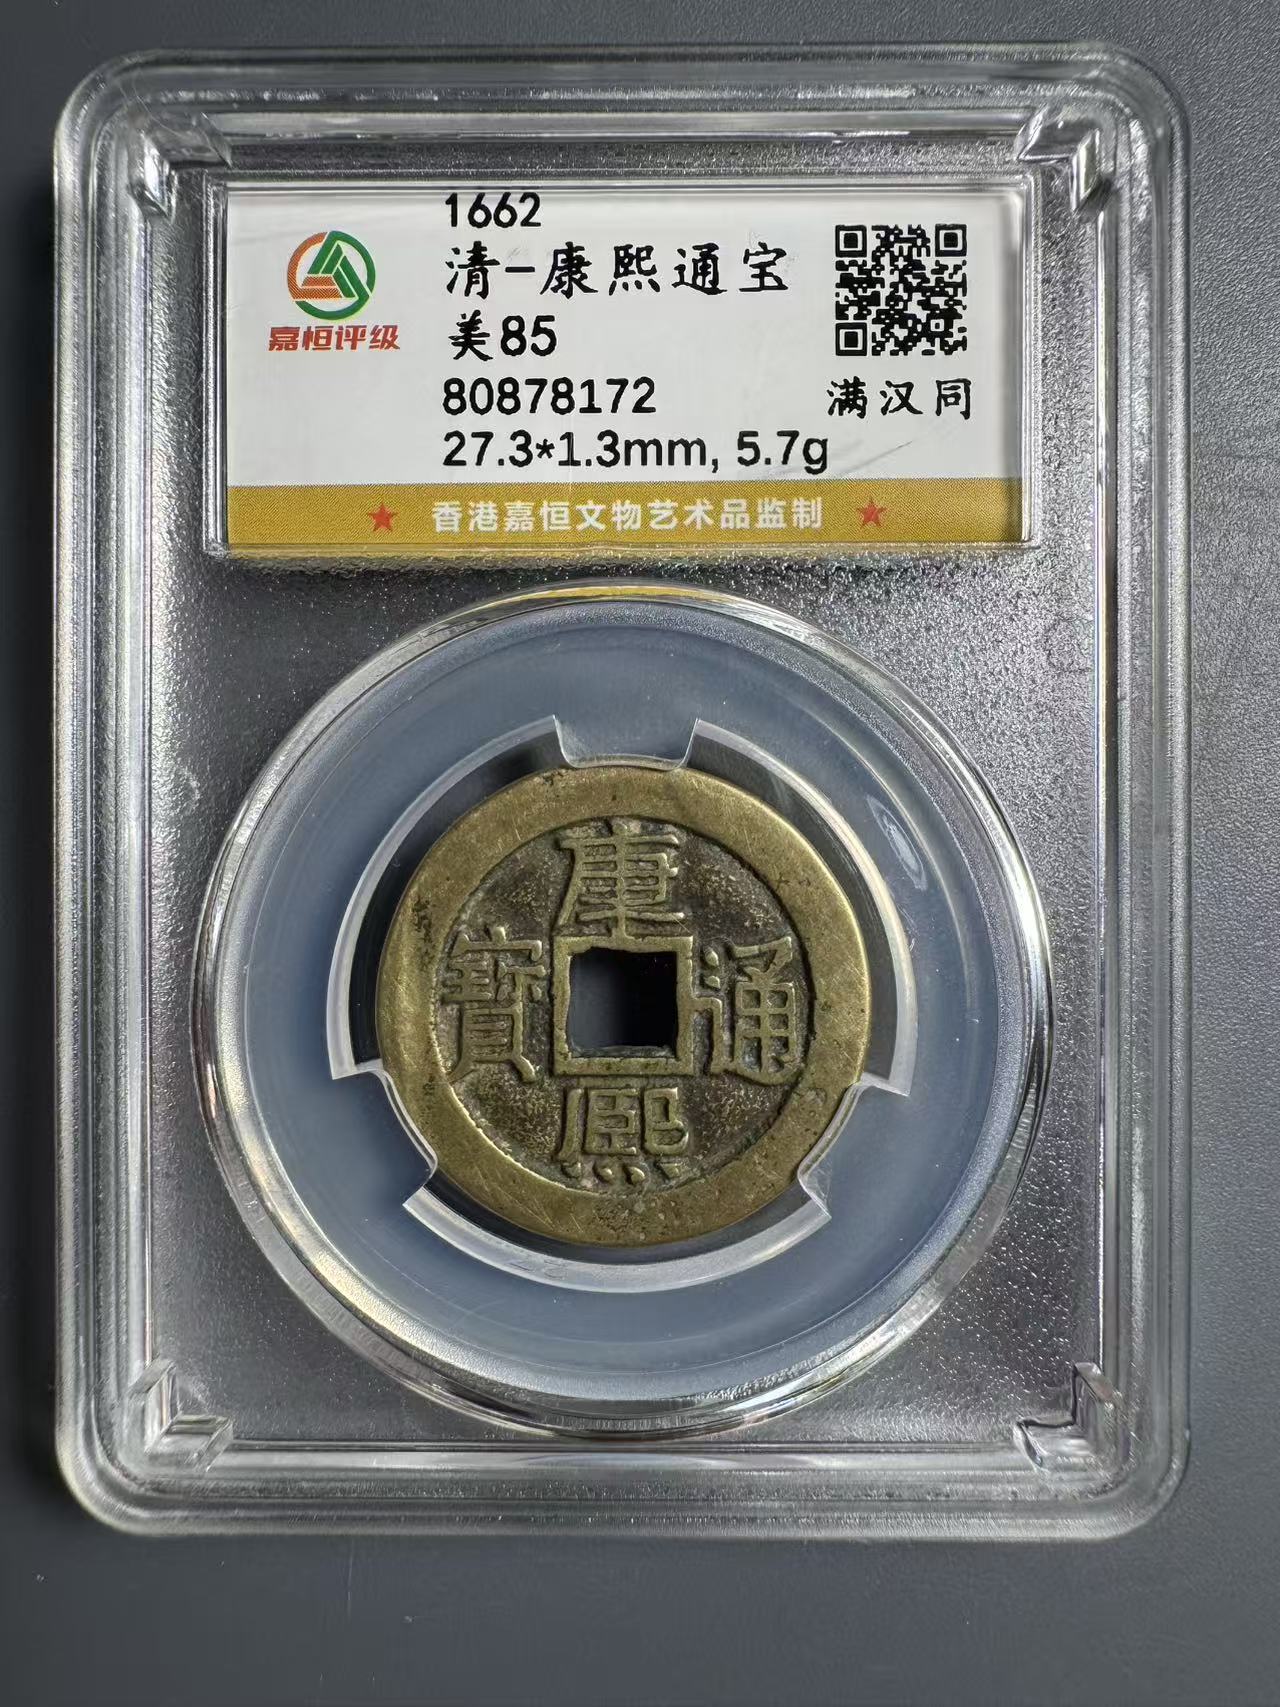 1662
清-康熙通宝
嘉恒评级
美85
80878172
满汉同
27.3*1.3mm, 5.7g
★ 香港嘉恒文物艺术品监制 ★
康
寶 通
熙